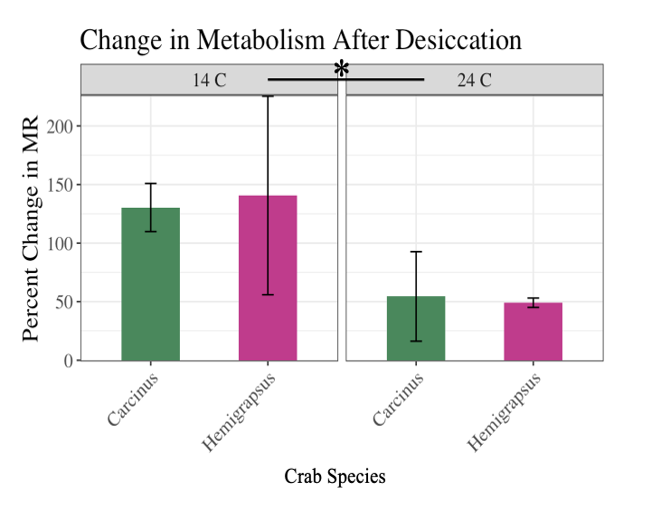 Change in Metabolism After Desiccation
*
14 C
24 C
Percent Change in MR
200
150
100
50
0
Carcinus
Hemigrapsus
Carcinus
Hemigrapsus
Crab Species